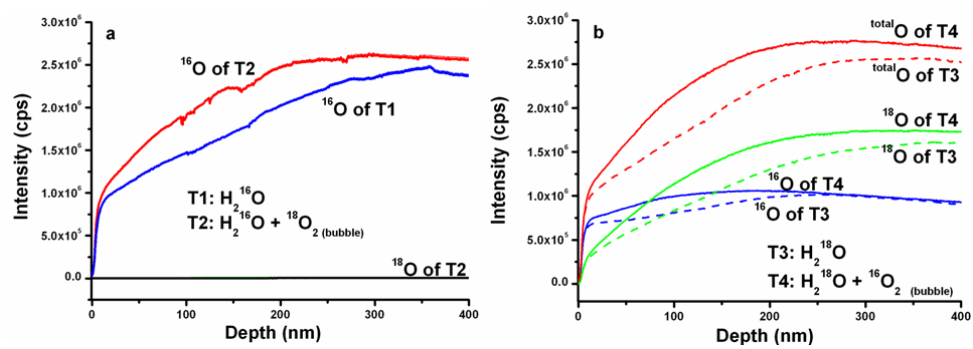 a
3.0x10⁶
2.5x10⁶
2.0x10⁶
1.5x10⁶
1.0x10⁶
5.0x10⁵
0.0
Intensity (cps)
¹⁶O of T2
¹⁶O of T1
T1: H₂¹⁶O
T2: H₂¹⁶O + ¹⁸O₂ (bubble)
¹⁸O of T2
0 100 200 300 400
Depth (nm)
b
3.0x10⁶
2.5x10⁶
2.0x10⁶
1.5x10⁶
1.0x10⁶
5.0x10⁵
0.0
Intensity (cps)
ᵗᵒᵗᵃˡO of T4
ᵗᵒᵗᵃˡO of T3
¹⁸O of T4
¹⁸O of T3
¹⁶O of T4
¹⁶O of T3
T3: H₂¹⁸O
T4: H₂¹⁸O + ¹⁶O₂ (bubble)
0 100 200 300 400
Depth (nm)